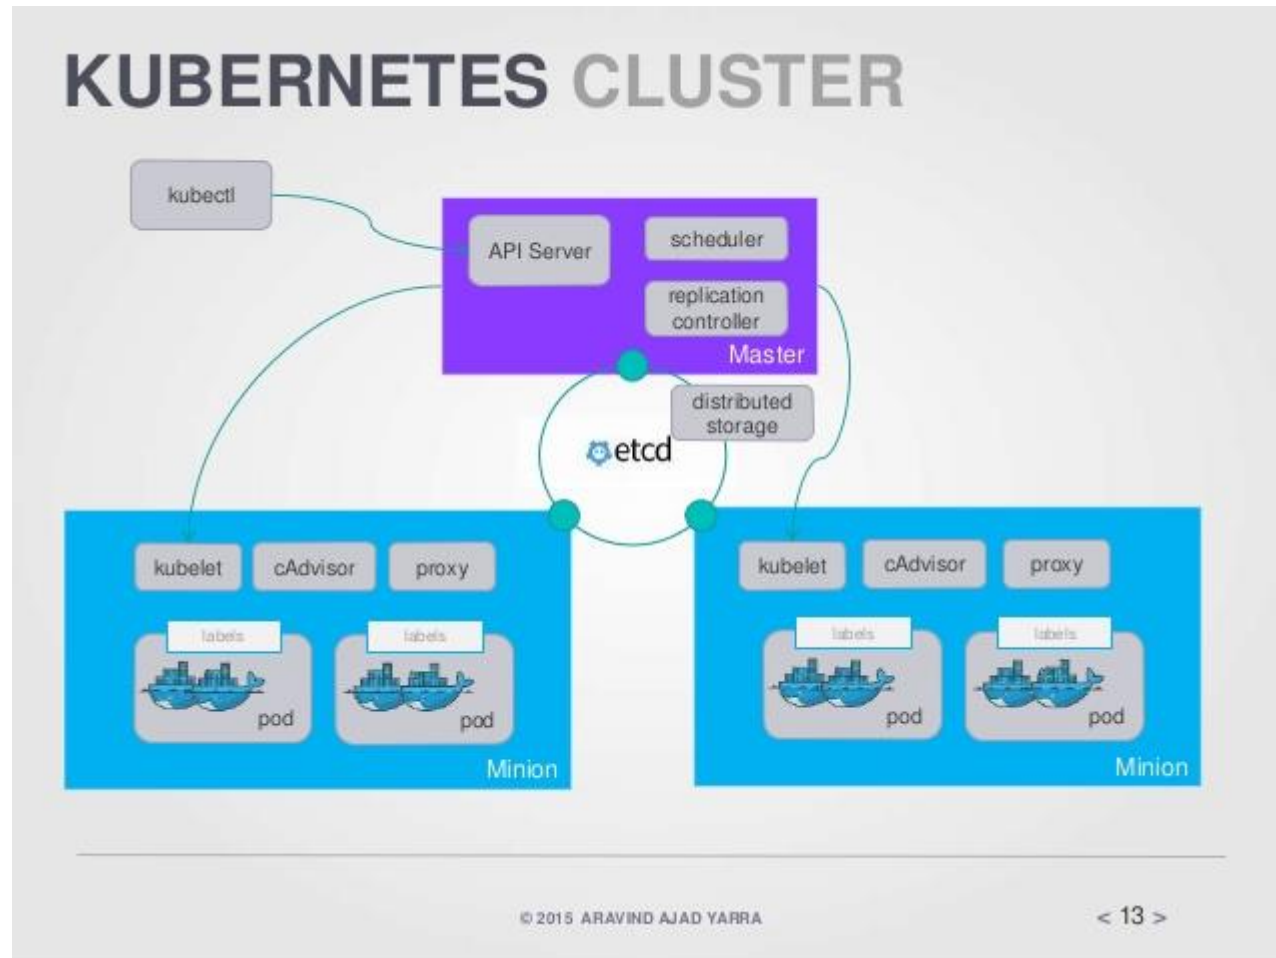 KUBERNETES CLUSTER
kubectl
API Server
scheduler
replication
controller
Master
distributed
storage
etcd
kubelet
cAdvisor
proxy
labels
pod
labels
pod
Minion
kubelet
cAdvisor
proxy
labels
pod
labels
pod
Minion
© 2015 ARAVIND AJAD YARRA
< 13 >